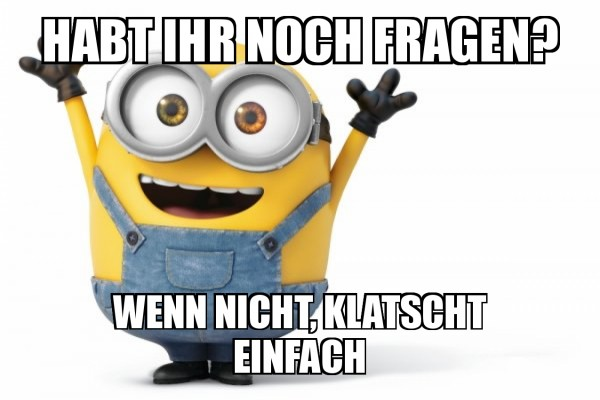 HABT IHR NOCH FRAGEN?
WENN NICHT, KLATSCHT
EINFACH